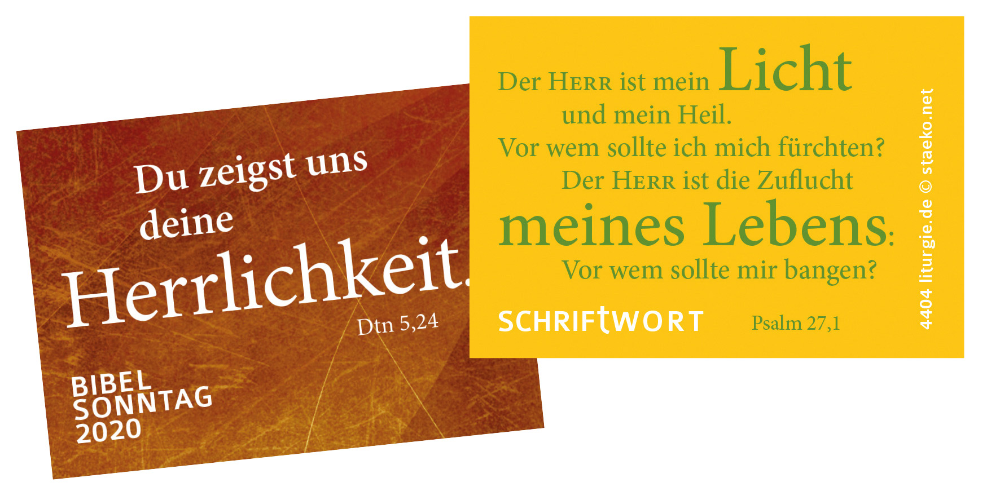 Du zeigst uns
deine
Herrlichkeit.
Dtn 5,24
BIBEL
SONNTAG
2020
Der HERR ist mein Licht
und mein Heil.
Vor wem sollte ich mich fürchten?
Der HERR ist die Zuflucht
meines Lebens:
Vor wem sollte mir bangen?
SCHRIFtWORT
Psalm 27,1
4404 liturgie.de © staeko.net